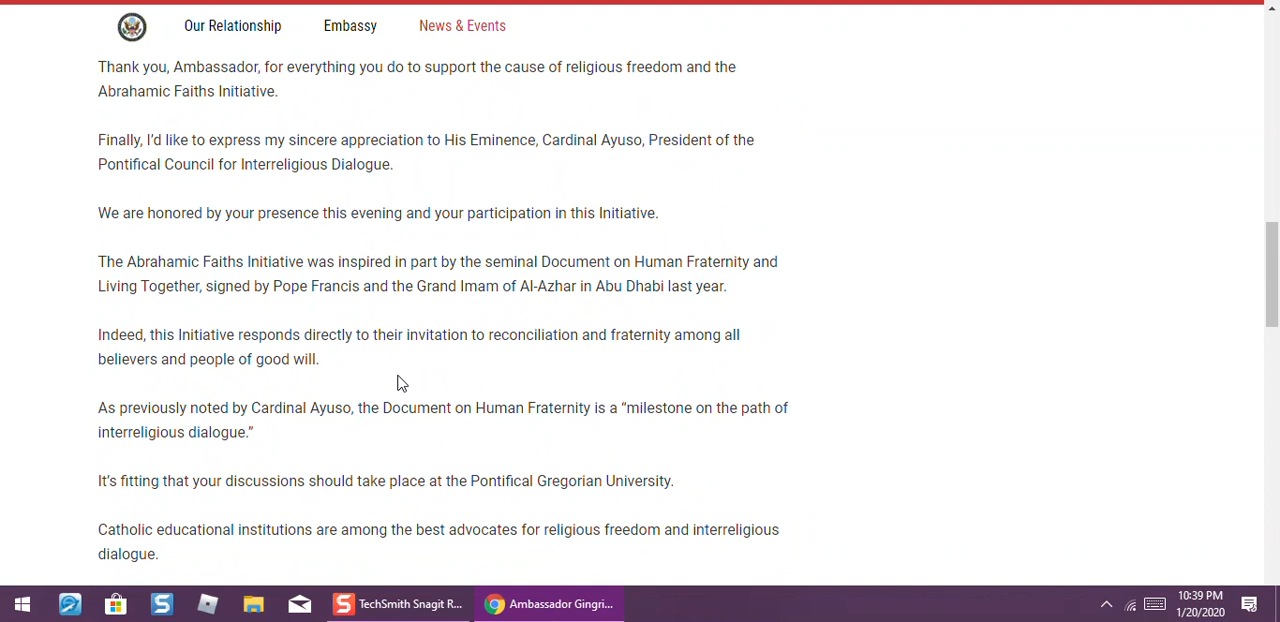 Our Relationship Embassy News & Events
Thank you, Ambassador, for everything you do to support the cause of religious freedom and the
Abrahamic Faiths Initiative.
Finally, I’d like to express my sincere appreciation to His Eminence, Cardinal Ayuso, President of the
Pontifical Council for Interreligious Dialogue.
We are honored by your presence this evening and your participation in this Initiative.
The Abrahamic Faiths Initiative was inspired in part by the seminal Document on Human Fraternity and
Living Together, signed by Pope Francis and the Grand Imam of Al-Azhar in Abu Dhabi last year.
Indeed, this Initiative responds directly to their invitation to reconciliation and fraternity among all
believers and people of good will.
As previously noted by Cardinal Ayuso, the Document on Human Fraternity is a “milestone on the path of
interreligious dialogue.”
It’s fitting that your discussions should take place at the Pontifical Gregorian University.
Catholic educational institutions are among the best advocates for religious freedom and interreligious
dialogue.
TechSmith Snagit R... Ambassador Gingri...
10:39 PM
1/20/2020